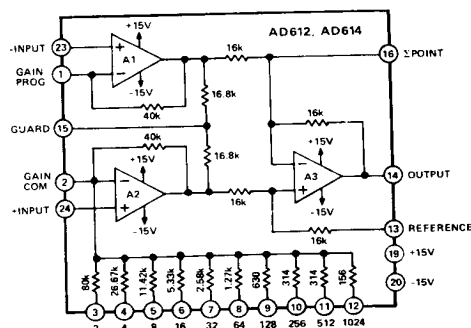 AD612, AD614
+15V
-INPUT 23
A1
16k
16 ΣPOINT
GAIN PROG 1
-15V
40k
16.8k
16k
GUARD 15
40k
16.8k
GAIN COM 2
+15V
A2
+15V
A3
14 OUTPUT
+INPUT 24
16k
-15V
-15V
16k
13 REFERENCE
19 +15V
20 -15V
80k 26.67k 11.42k 5.33k 2.58k 1.27k 630 314 314 156
3 4 5 6 7 8 9 10 11 12
2 4 8 16 32 64 128 256 512 1024